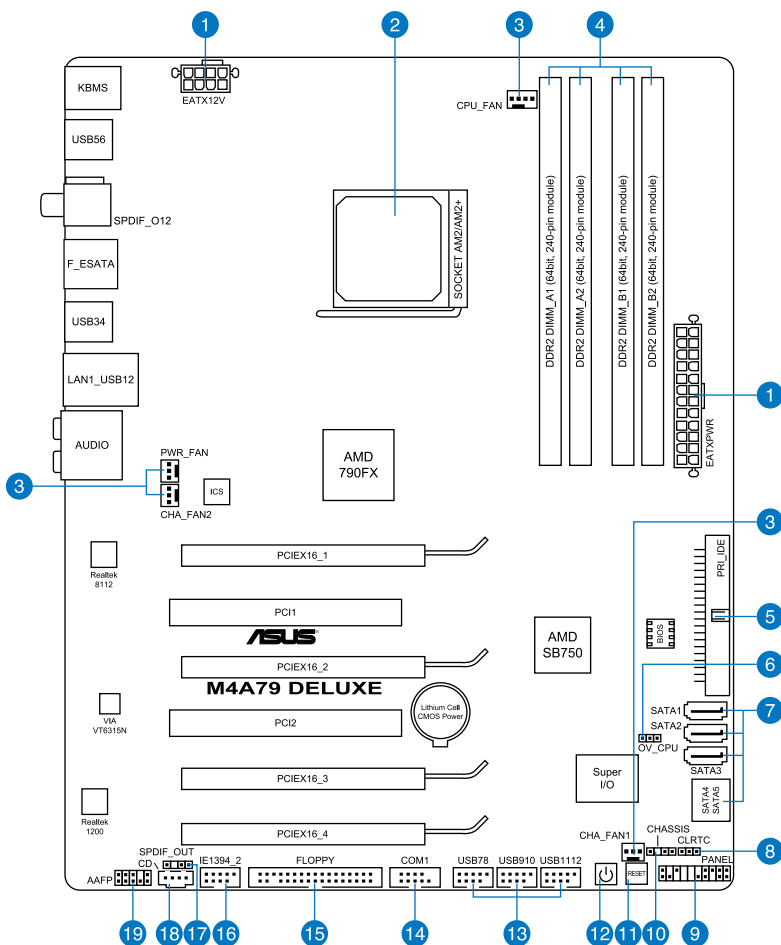 1
2
3
4
KBMS
EATX12V
CPU_FAN
USB56
SPDIF_O12
SOCKET AM2/AM2+
DDR2 DIMM_A1 (64bit, 240-pin module)
DDR2 DIMM_A2 (64bit, 240-pin module)
DDR2 DIMM_B1 (64bit, 240-pin module)
DDR2 DIMM_B2 (64bit, 240-pin module)
F_ESATA
USB34
LAN1_USB12
EATXPWR
1
AUDIO
PWR_FAN
AMD
790FX
3
ICS
CHA_FAN2
3
PRI_IDE
PCIEX16_1
Realtek
8112
PCI1
5
BIOS
AMD
SB750
ASUS
6
PCIEX16_2
M4A79 DELUXE
Lithium Cell
CMOS Power
SATA1
7
SATA2
OV_CPU
VIA
VT6315N
PCI2
SATA3
Super
I/O
PCIEX16_3
SATA4
SATA5
Realtek
1200
PCIEX16_4
CHA_FAN1
CHASSIS
CLRTC
8
SPDIF_OUT
CD
IE1394_2
FLOPPY
COM1
USB78
USB910
USB1112
PANEL
AAFP
RESET
19
18
17
16
15
14
13
12
11
10
9